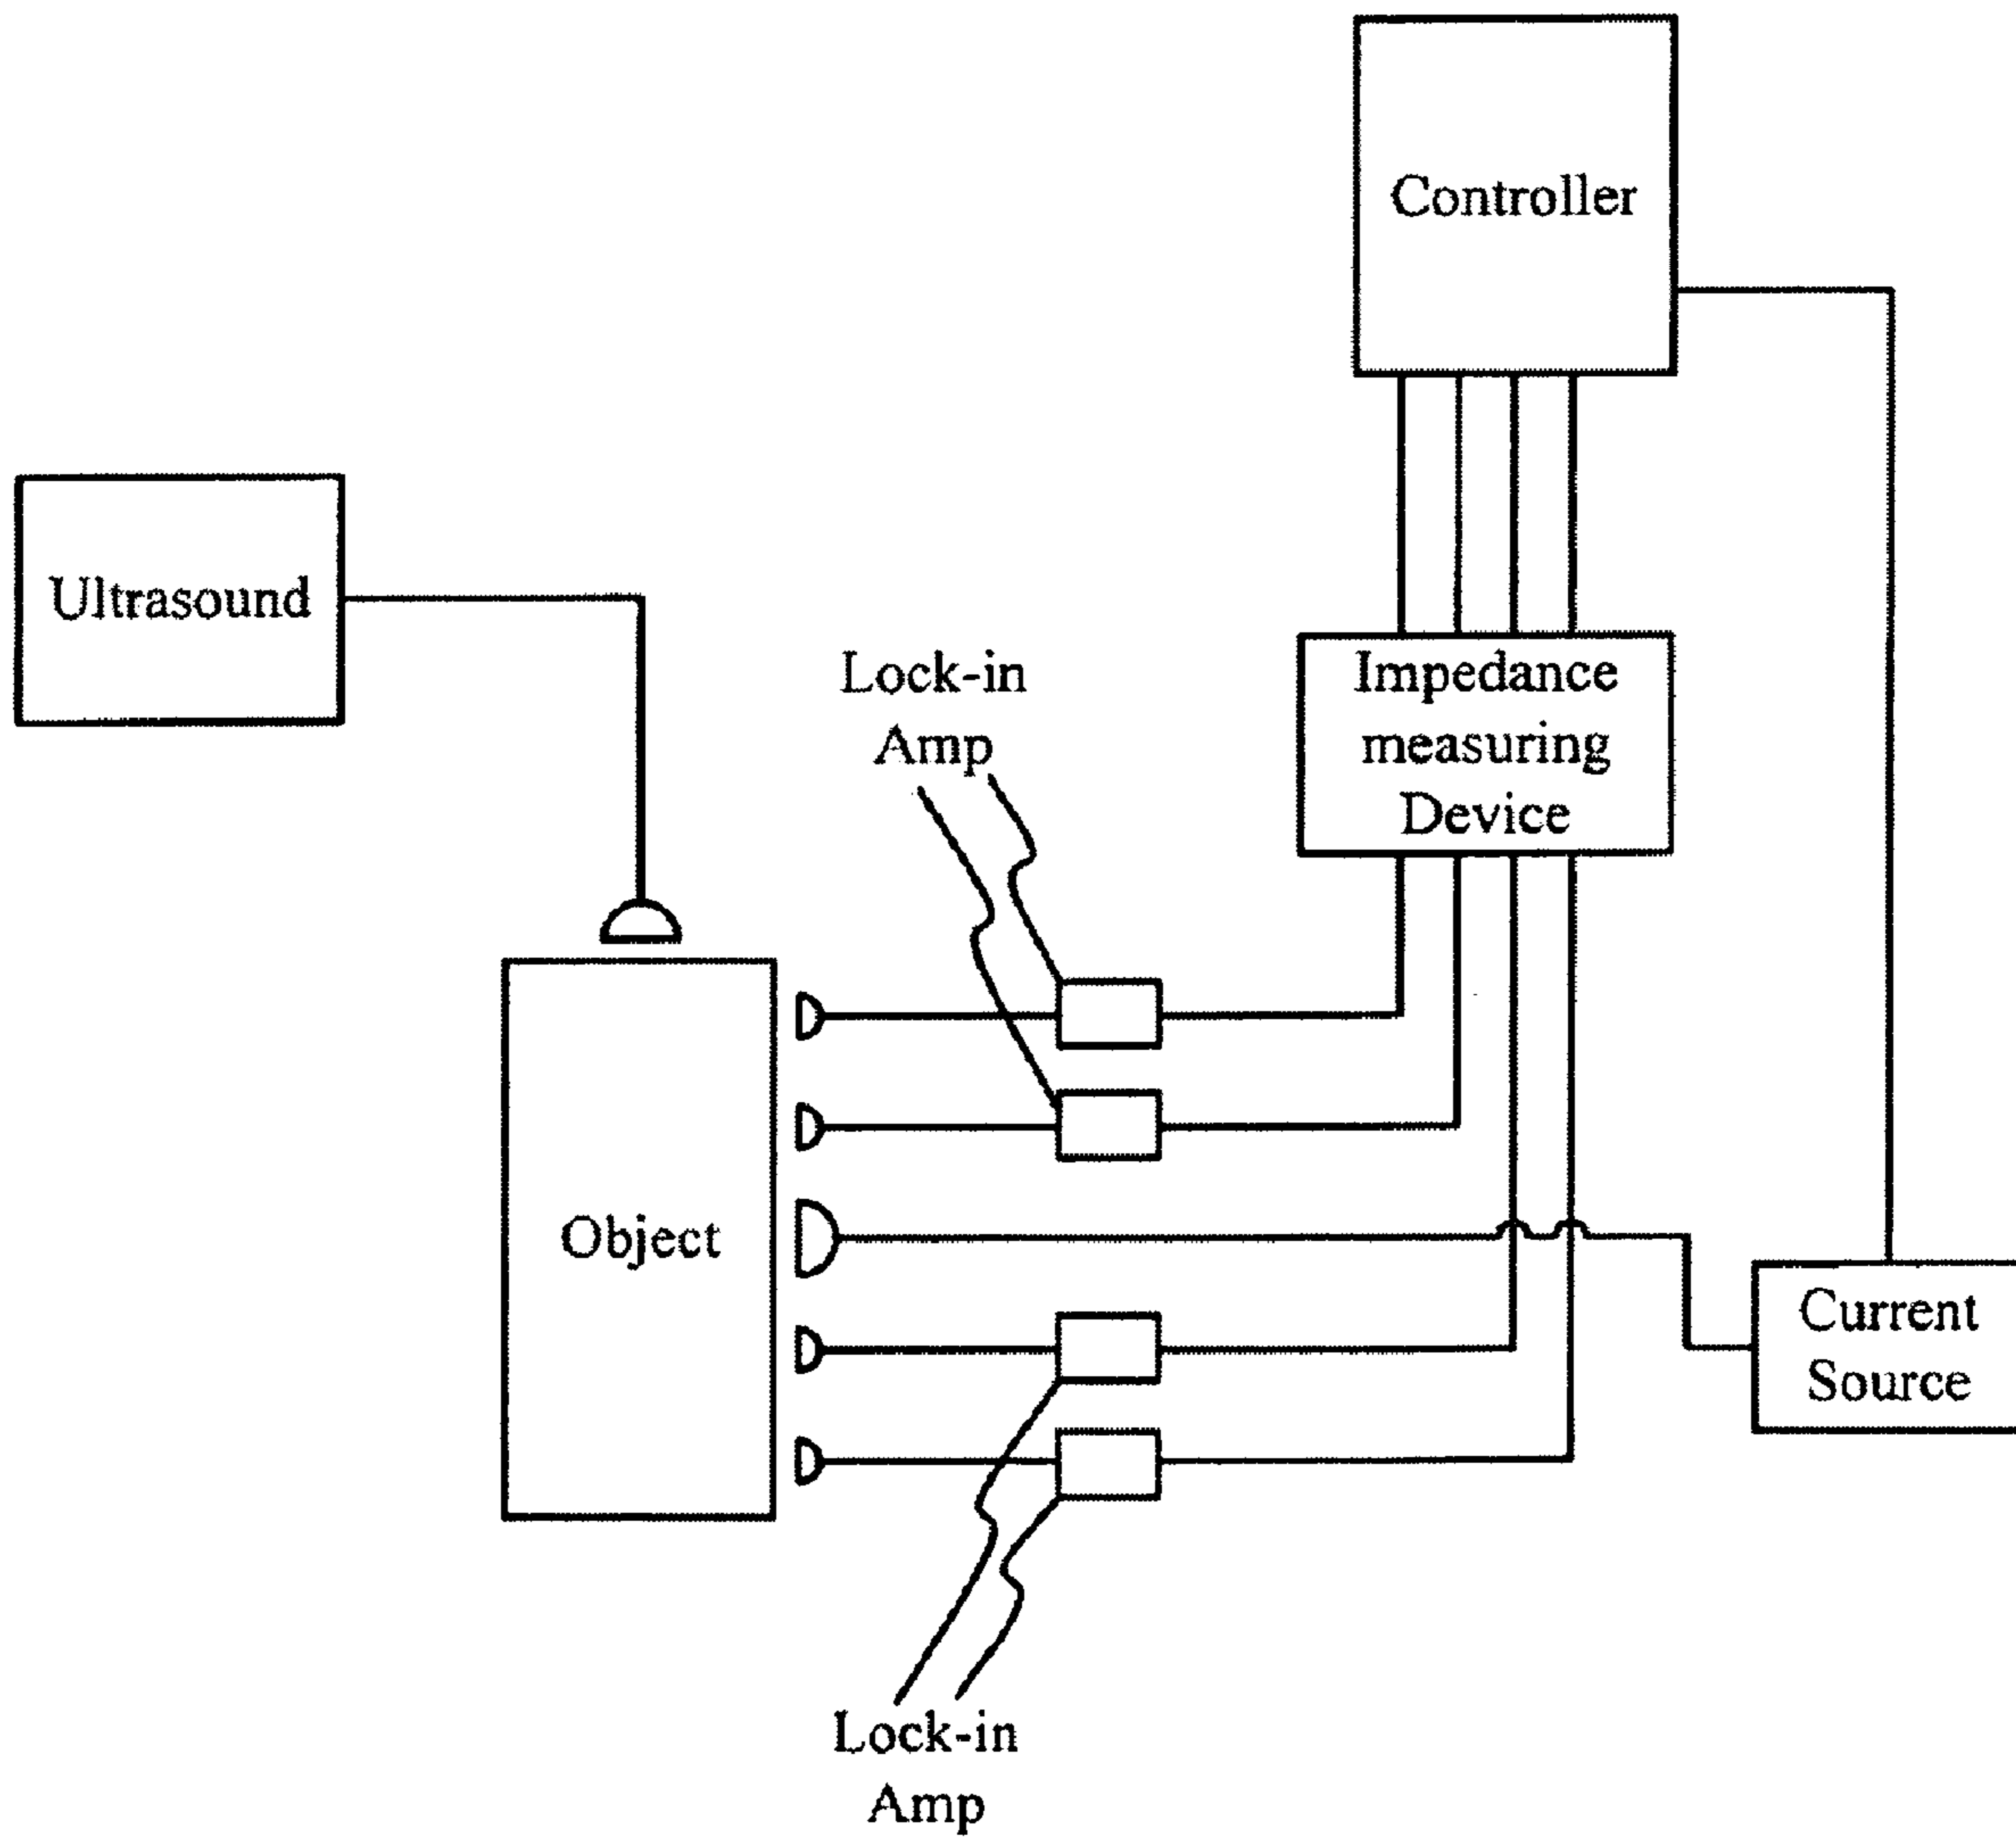 Controller
Ultrasound
Lock-in
Amp
Impedance
measuring
Device
Object
Current
Source
Lock-in
Amp